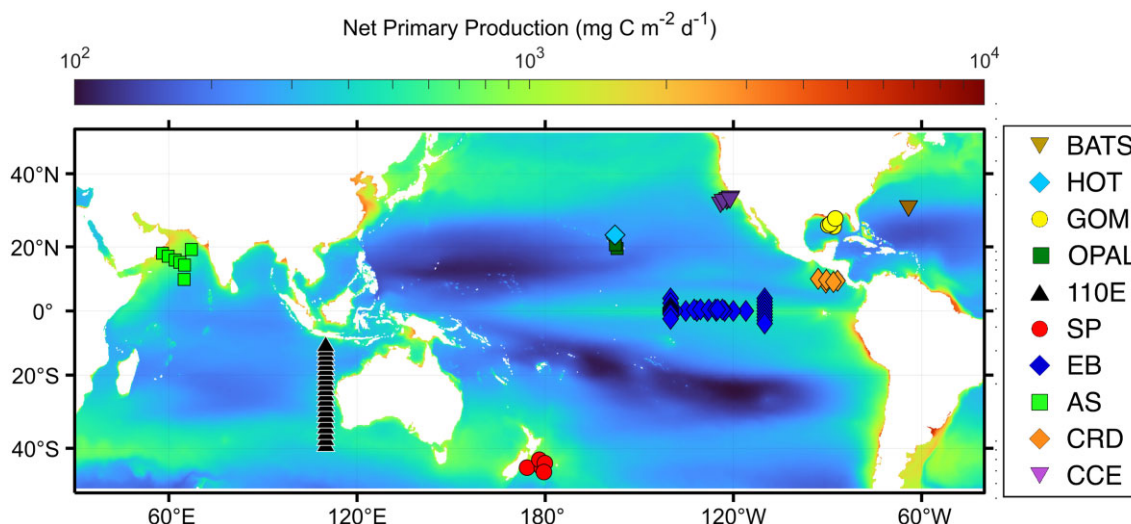 Net Primary Production (mg C m⁻² d⁻¹)
10² 10³ 10⁴
40°N
20°N
0°
20°S
40°S
60°E 120°E 180° 120°W 60°W
BATS
HOT
GOM
OPAL
110E
SP
EB
AS
CRD
CCE